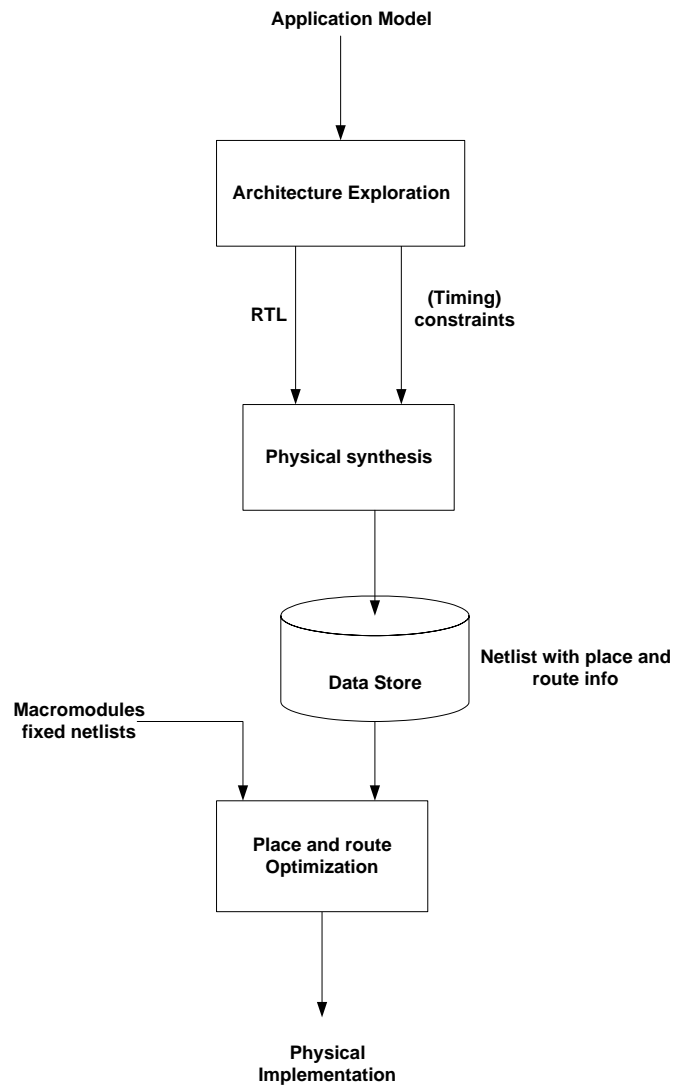 Application Model
Architecture Exploration
RTL
(Timing)
constraints
Physical synthesis
Data Store
Netlist with place and
route info
Macromodules
fixed netlists
Place and route
Optimization
Physical
Implementation